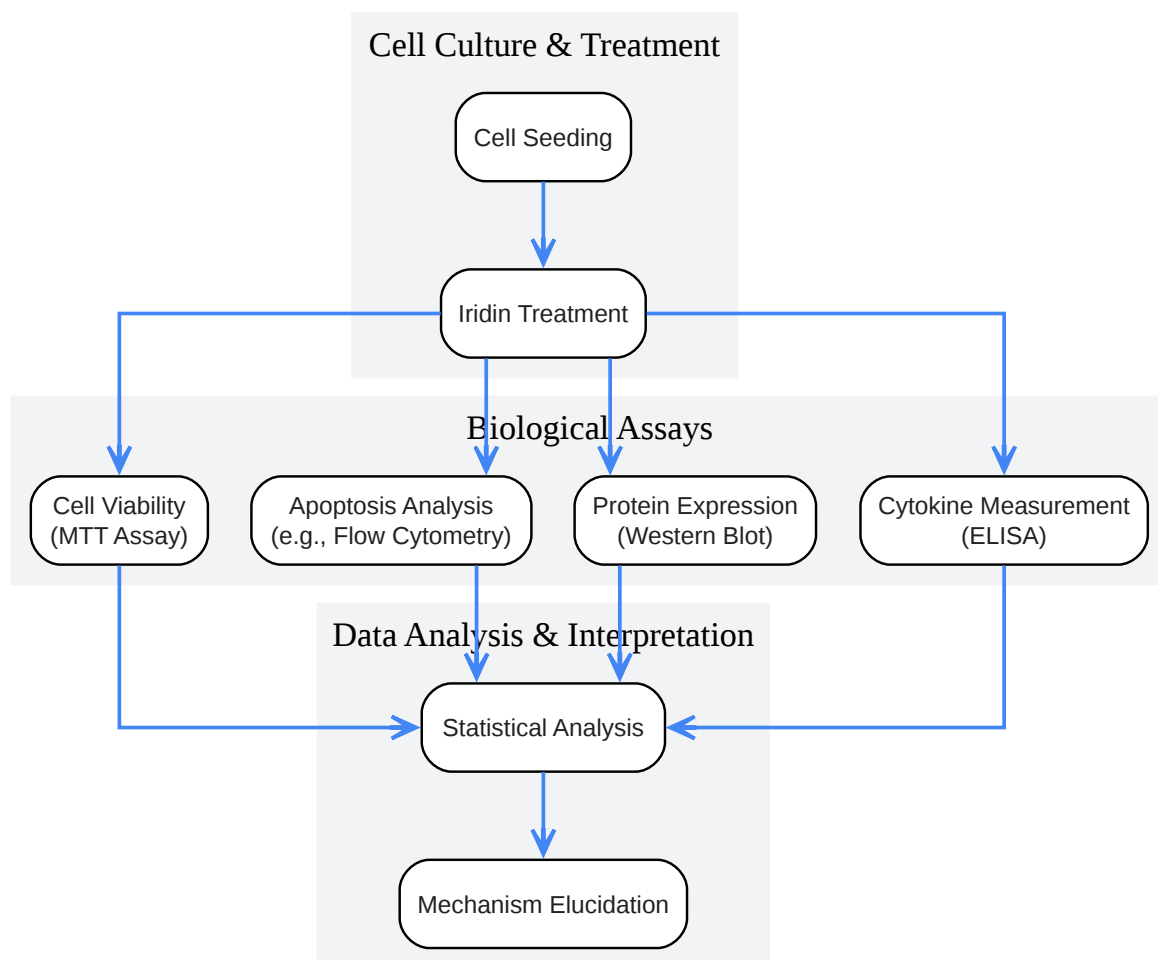 Cell Culture & Treatment
Cell Seeding
Iridin Treatment
Biological Assays
Cell Viability
(MTT Assay)
Apoptosis Analysis
(e.g., Flow Cytometry)
Protein Expression
(Western Blot)
Cytokine Measurement
(ELISA)
Data Analysis & Interpretation
Statistical Analysis
Mechanism Elucidation